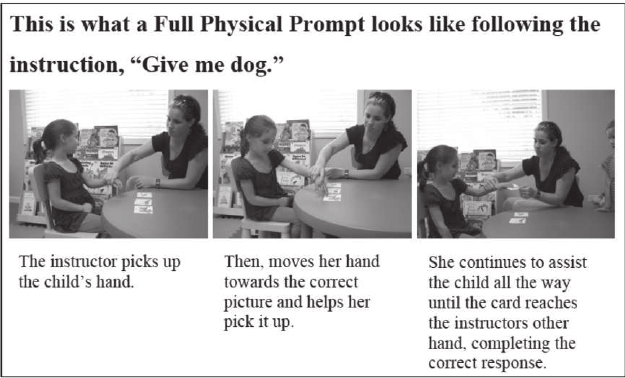 This is what a Full Physical Prompt looks like following the
instruction, “Give me dog.”
The instructor picks up
the child’s hand.
Then, moves her hand
towards the correct
picture and helps her
pick it up.
She continues to assist
the child all the way
until the card reaches
the instructors other
hand, completing the
correct response.